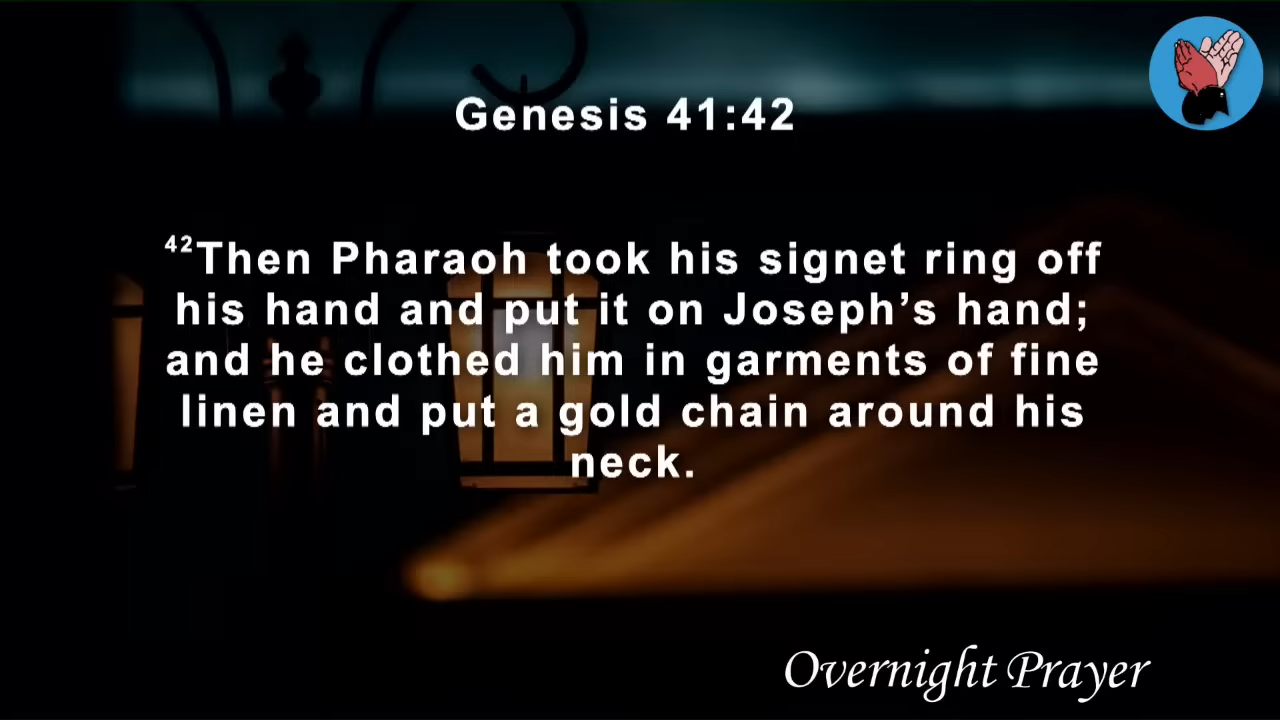 Genesis 41:42
42Then Pharaoh took his signet ring off
his hand and put it on Joseph’s hand;
and he clothed him in garments of fine
linen and put a gold chain around his
neck.
Overnight Prayer